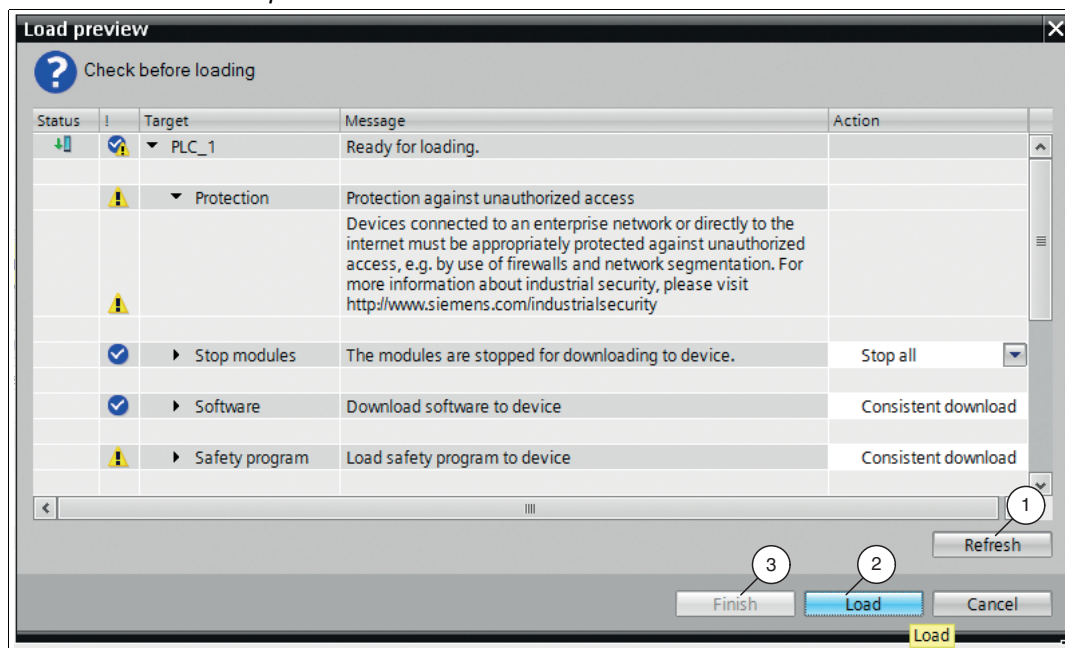 Load preview
?
Check before loading
Status ! Target Message Action
PLC_1 Ready for loading.
Protection Protection against unauthorized access
Devices connected to an enterprise network or directly to the
internet must be appropriately protected against unauthorized
access, e.g. by use of firewalls and network segmentation. For
more information about industrial security, please visit
http://www.siemens.com/industrialsecurity
Stop modules The modules are stopped for downloading to device. Stop all
Software Download software to device Consistent download
Safety program Load safety program to device Consistent download
1
Refresh
3 2
Finish Load Cancel
Load